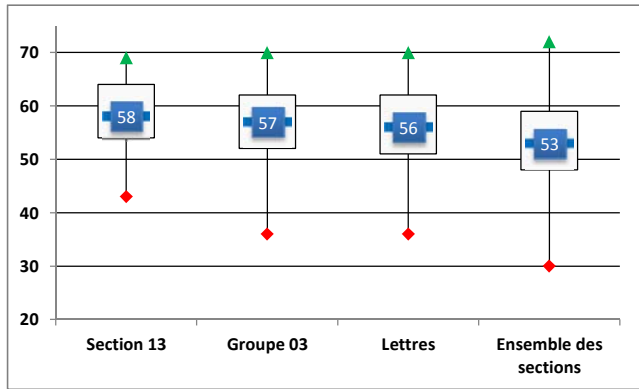 70
60
50
40
30
20
58
57
56
53
Section 13
Groupe 03
Lettres
Ensemble des
sections